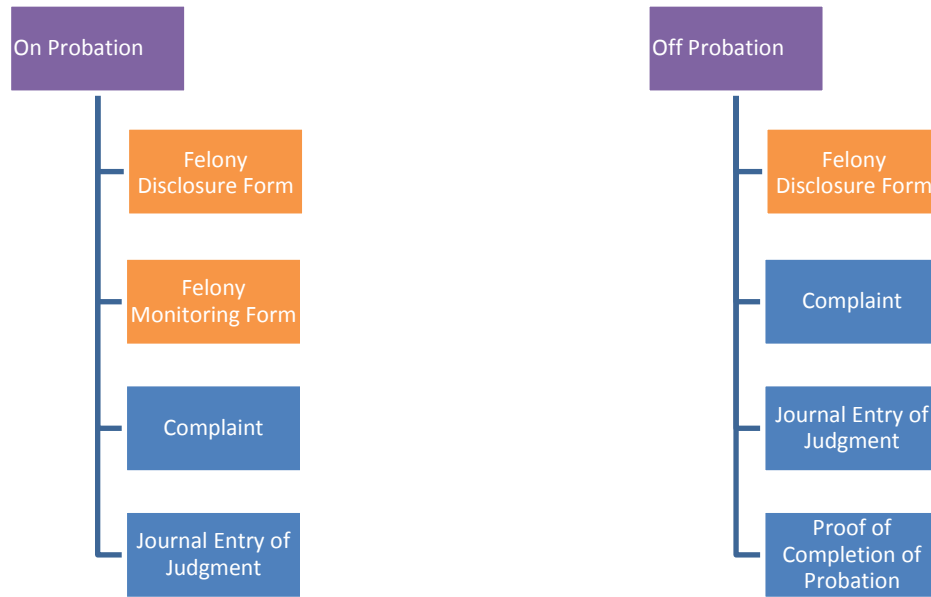 On Probation
Felony
Disclosure Form
Felony
Monitoring Form
Complaint
Journal Entry of
Judgment
Off Probation
Felony
Disclosure Form
Complaint
Journal Entry of
Judgment
Proof of
Completion of
Probation